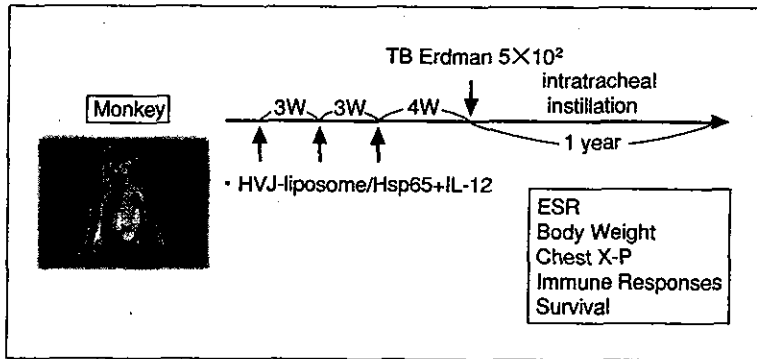 TB Erdman 5×10²
intratracheal
instillation
Monkey
3W 3W 4W
1 year
· HVJ-liposome/Hsp65+IL-12
ESR
Body Weight
Chest X-P
Immune Responses
Survival